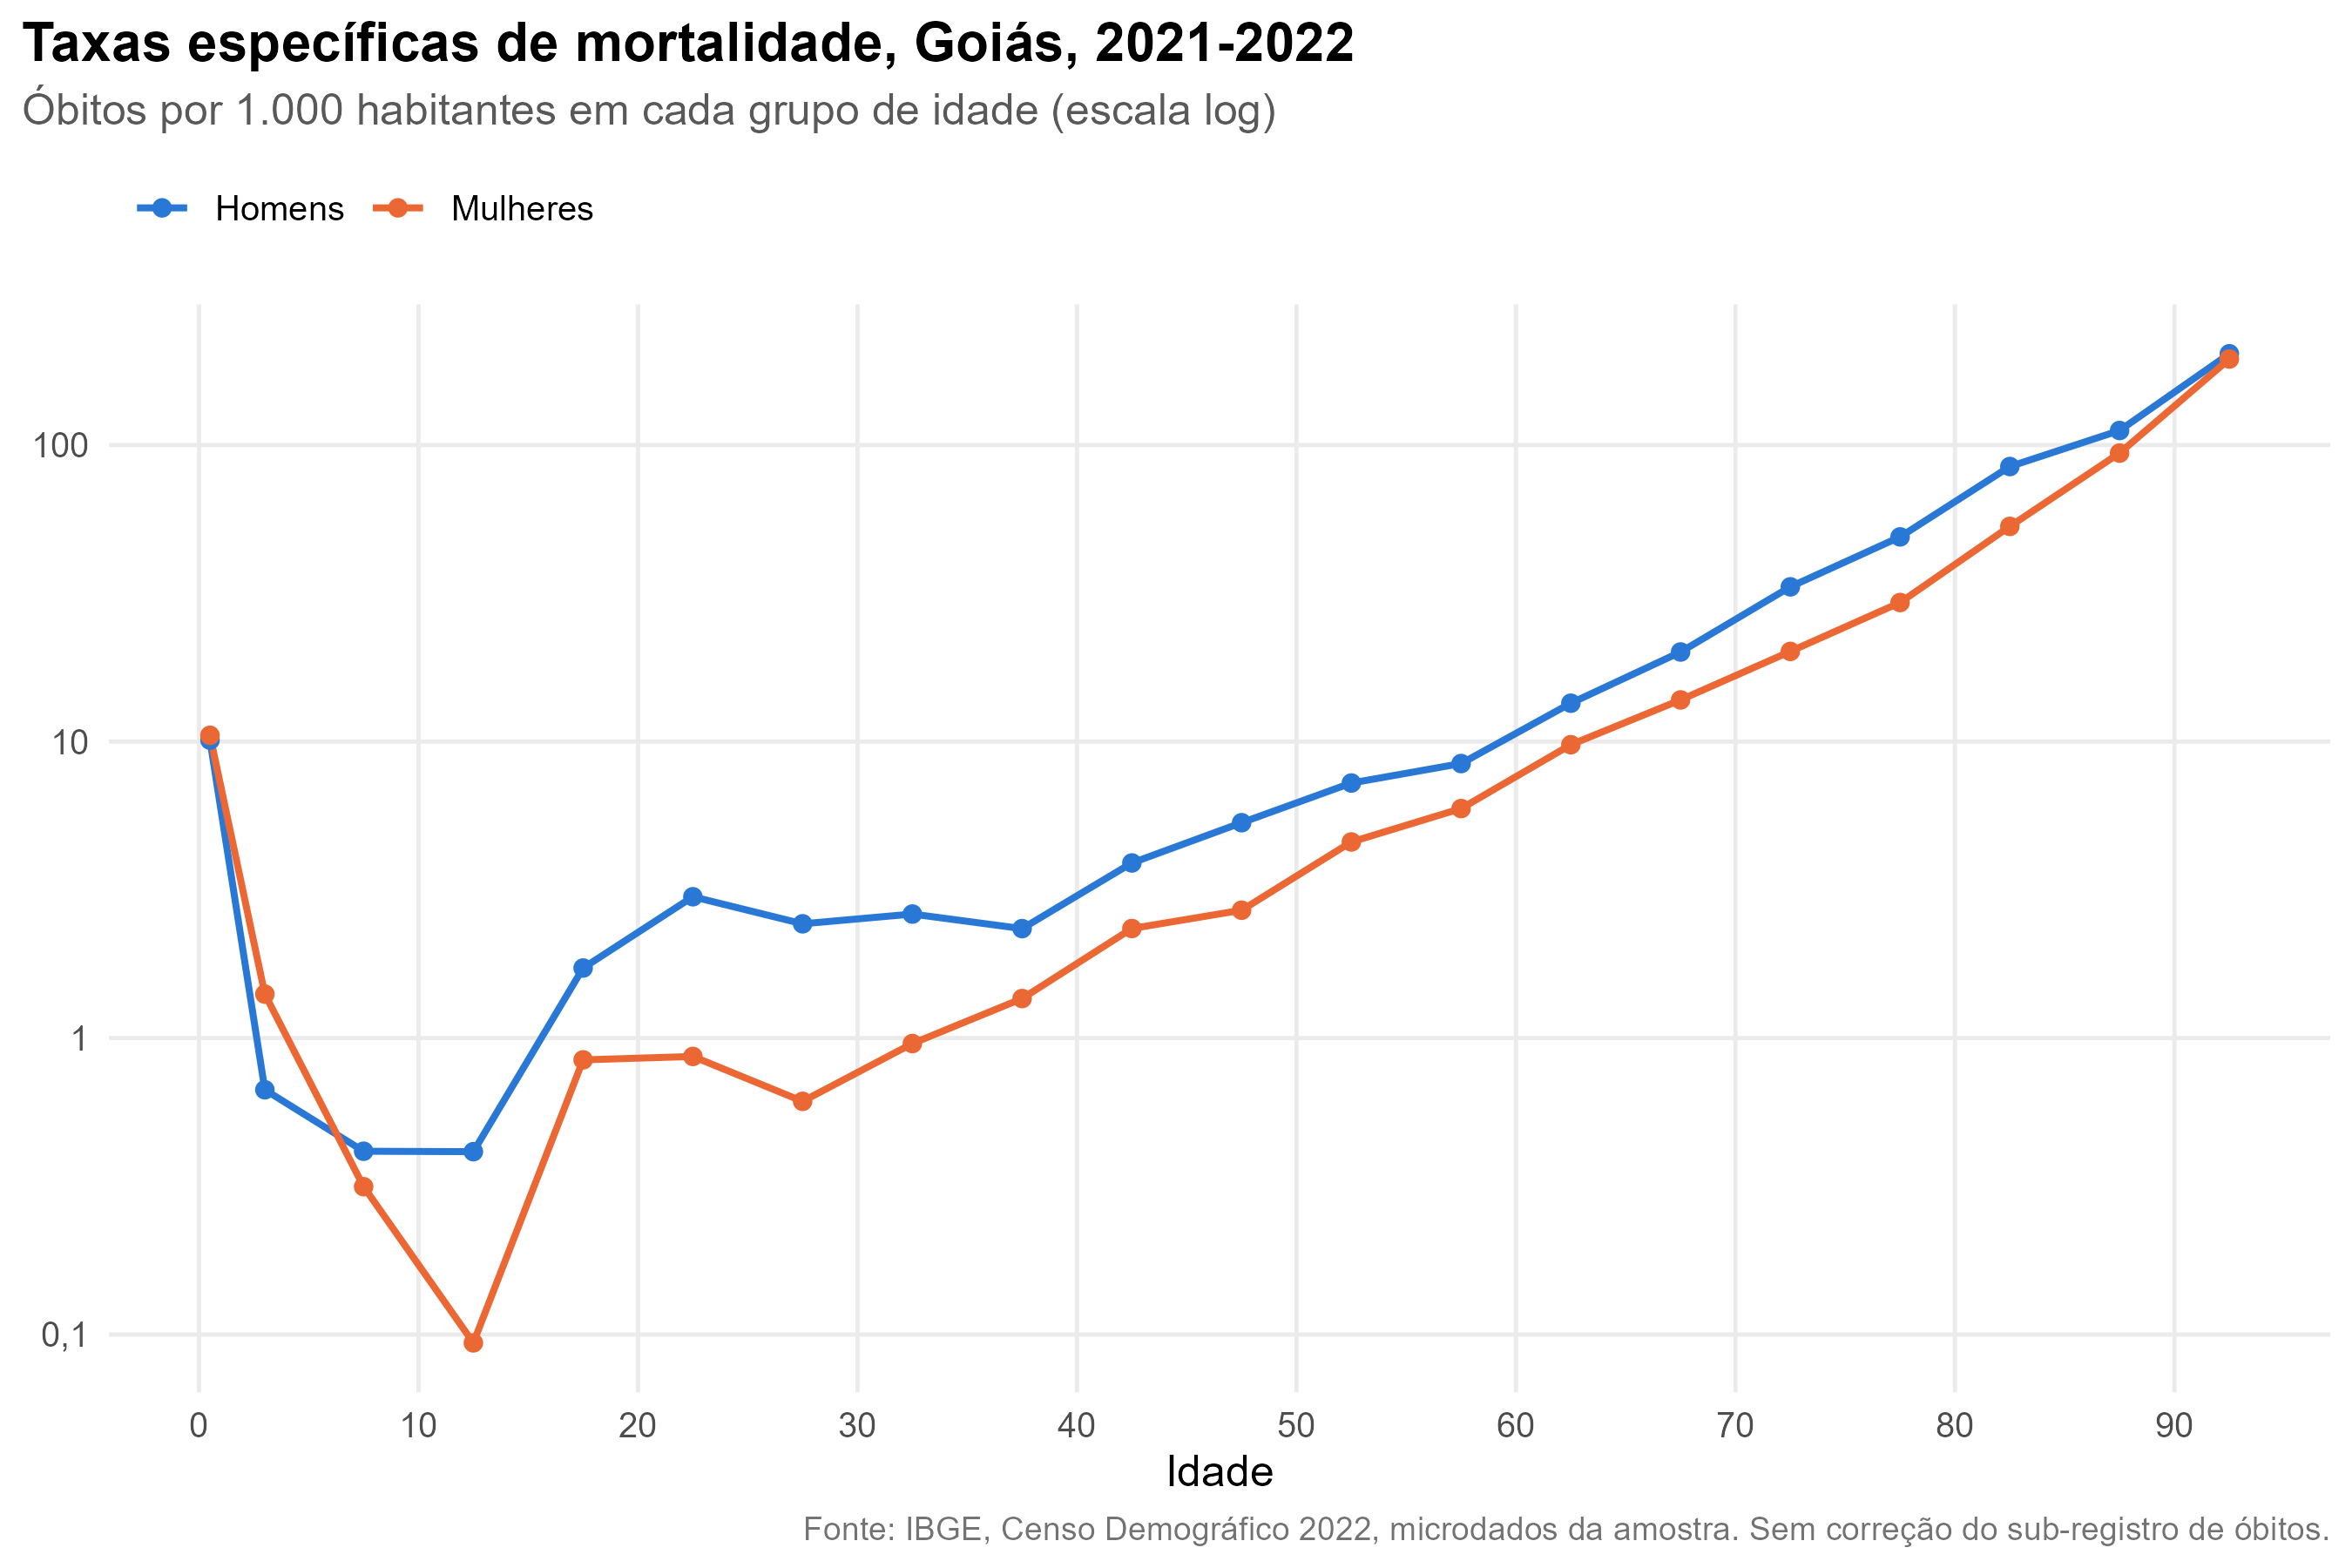 Taxas específicas de mortalidade, Goiás, 2021-2022
Óbitos por 1.000 habitantes em cada grupo de idade (escala log)
Homens Mulheres
100
10
1
0,1
0 10 20 30 40 50 60 70 80 90
Idade
Fonte: IBGE, Censo Demográfico 2022, microdados da amostra. Sem correção do sub-registro de óbitos.